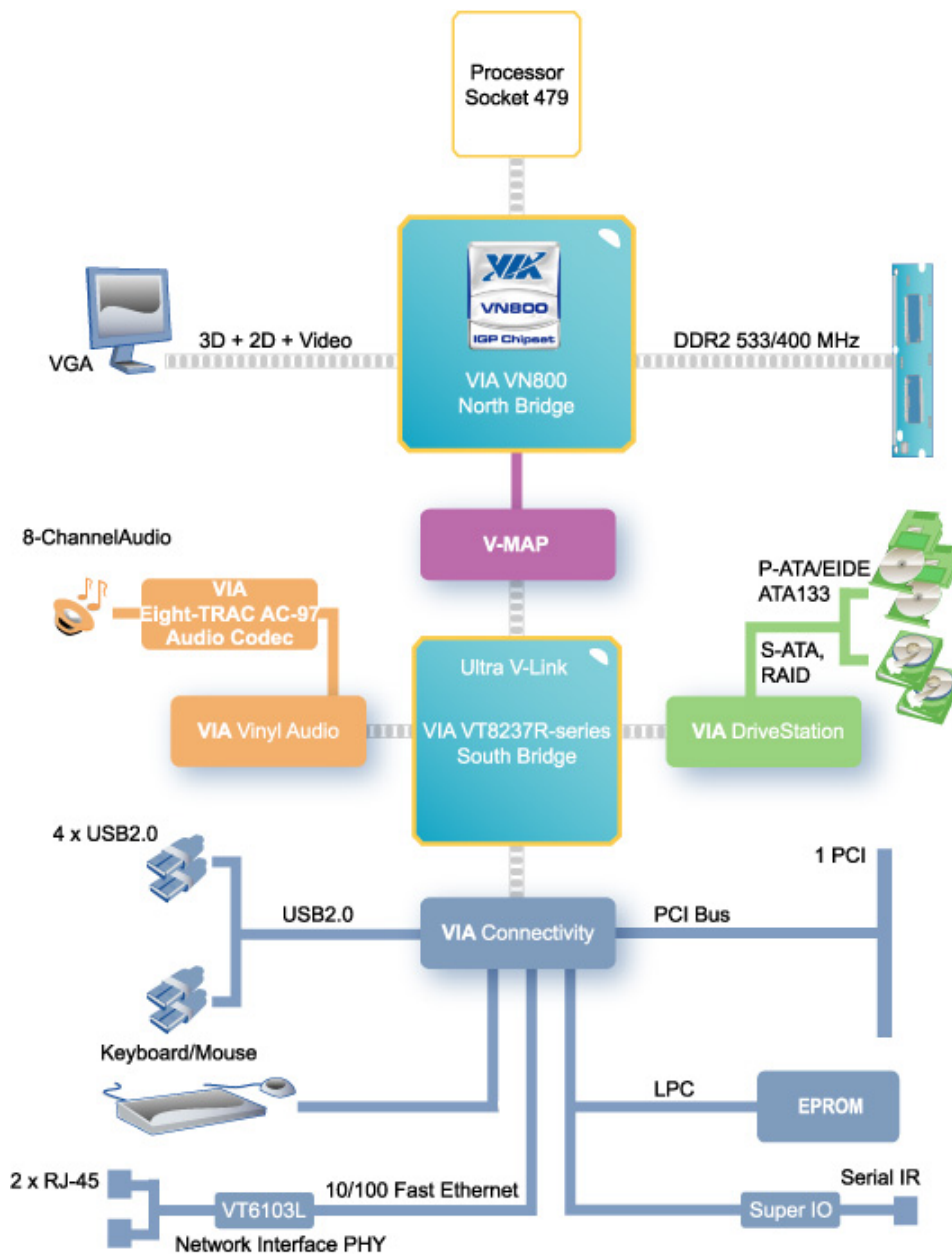 Processor
Socket 479
VIA
VN800
IGP Chipset
3D + 2D + Video
DDR2 533/400 MHz
VGA
VIA VN800
North Bridge
8-ChannelAudio
V-MAP
P-ATA/EIDE
ATA133
VIA
Eight-TRAC AC-97
Audio Codec
S-ATA,
RAID
Ultra V-Link
VIA Vinyl Audio
VIA VT8237R-series
South Bridge
VIA DriveStation
4 x USB2.0
1 PCI
USB2.0
VIA Connectivity
PCI Bus
Keyboard/Mouse
LPC
EPROM
2 x RJ-45
10/100 Fast Ethernet
Serial IR
VT6103L
Super IO
Network Interface PHY